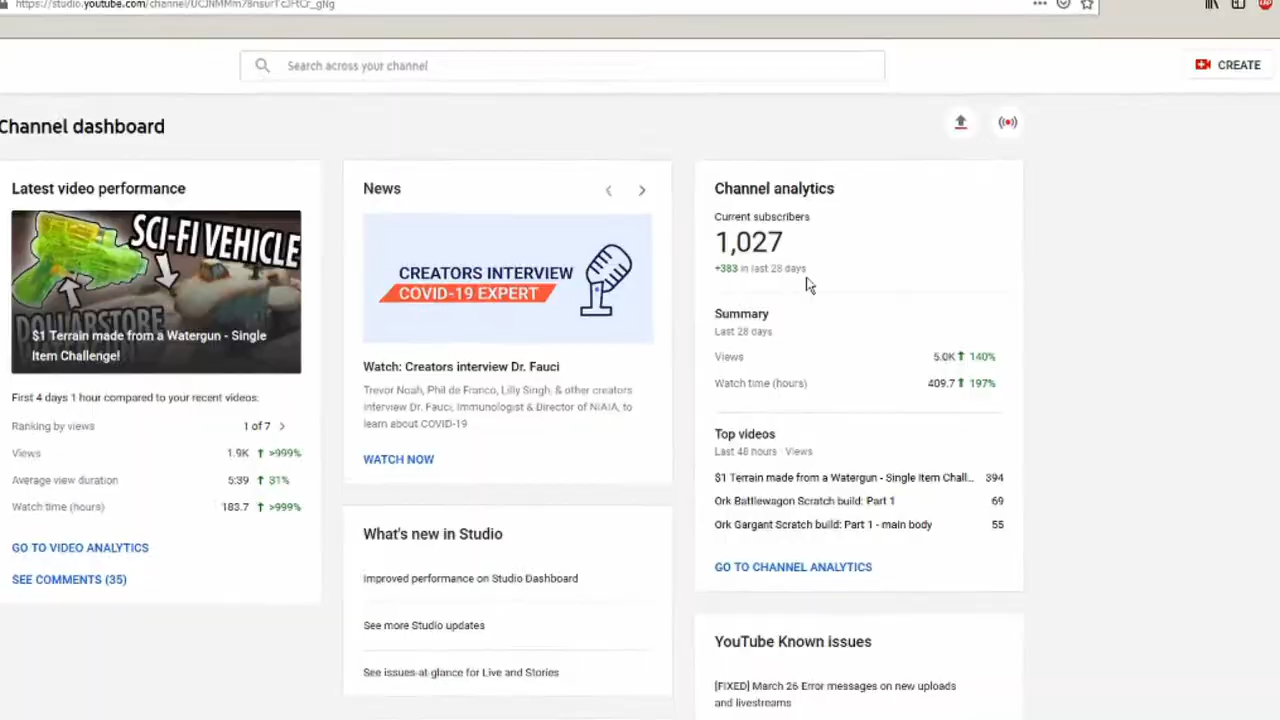 Search across your channel
CREATE
Channel dashboard
Latest video performance
SCI-FI VEHICLE
DOLLARSTORE
$1 Terrain made from a Watergun - Single
Item Challenge!
First 4 days 1 hour compared to your recent videos:
Ranking by views 1 of 7
Views 1.9K >999%
Average view duration 5:39 31%
Watch time (hours) 183.7 >999%
GO TO VIDEO ANALYTICS
SEE COMMENTS (35)
News
CREATORS INTERVIEW
COVID-19 EXPERT
Watch: Creators interview Dr. Fauci
Trevor Noah, Phil de Franco, Lilly Singh, & other creators
interview Dr. Fauci, Immunologist & Director of NIAIA, to
learn about COVID-19
WATCH NOW
What's new in Studio
Improved performance on Studio Dashboard
See more Studio updates
See issues-at-glance for Live and Stories
Channel analytics
Current subscribers
1,027
+383 in last 28 days
Summary
Last 28 days
Views 5.0K 140%
Watch time (hours) 409.7 197%
Top videos
Last 48 hours · Views
$1 Terrain made from a Watergun - Single Item Chall... 394
Ork Battlewagon Scratch build: Part 1 69
Ork Gargant Scratch build: Part 1 - main body 55
GO TO CHANNEL ANALYTICS
YouTube Known issues
[FIXED] March 26 Error messages on new uploads
and livestreams